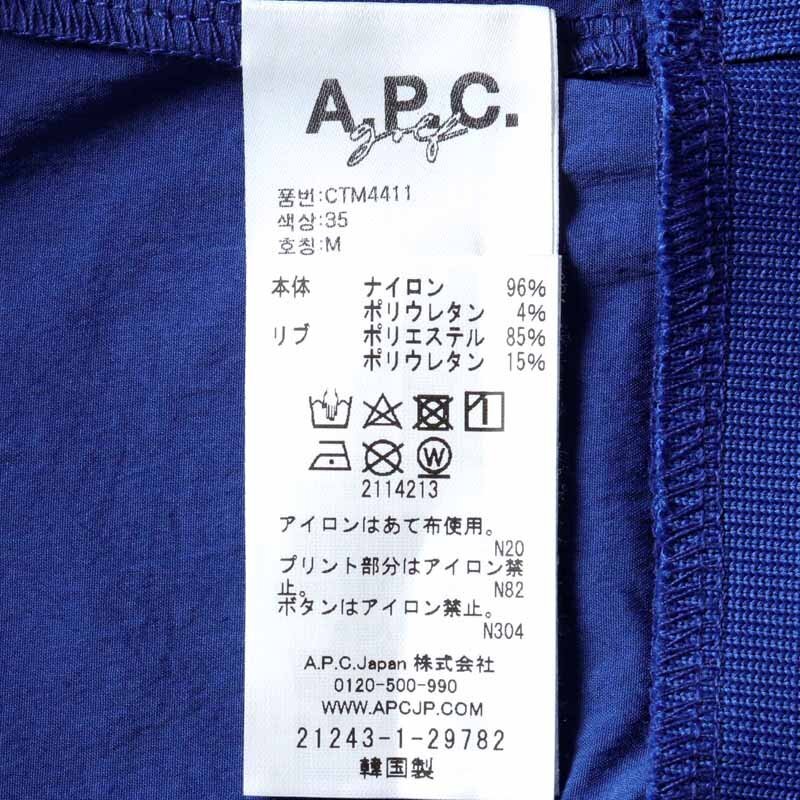 A.P.C.
golf
품번:CTM4411
색상:35
호칭:M
本体 ナイロン 96%
ポリウレタン 4%
リブ ポリエステル 85%
ポリウレタン 15%
W
2114213
アイロンはあて布使用。
N20
プリント部分はアイロン禁
止。 N82
ボタンはアイロン禁止。
N304
A.P.C.Japan 株式会社
0120-500-990
WWW.APCJP.COM
21243-1-29782
韓国製